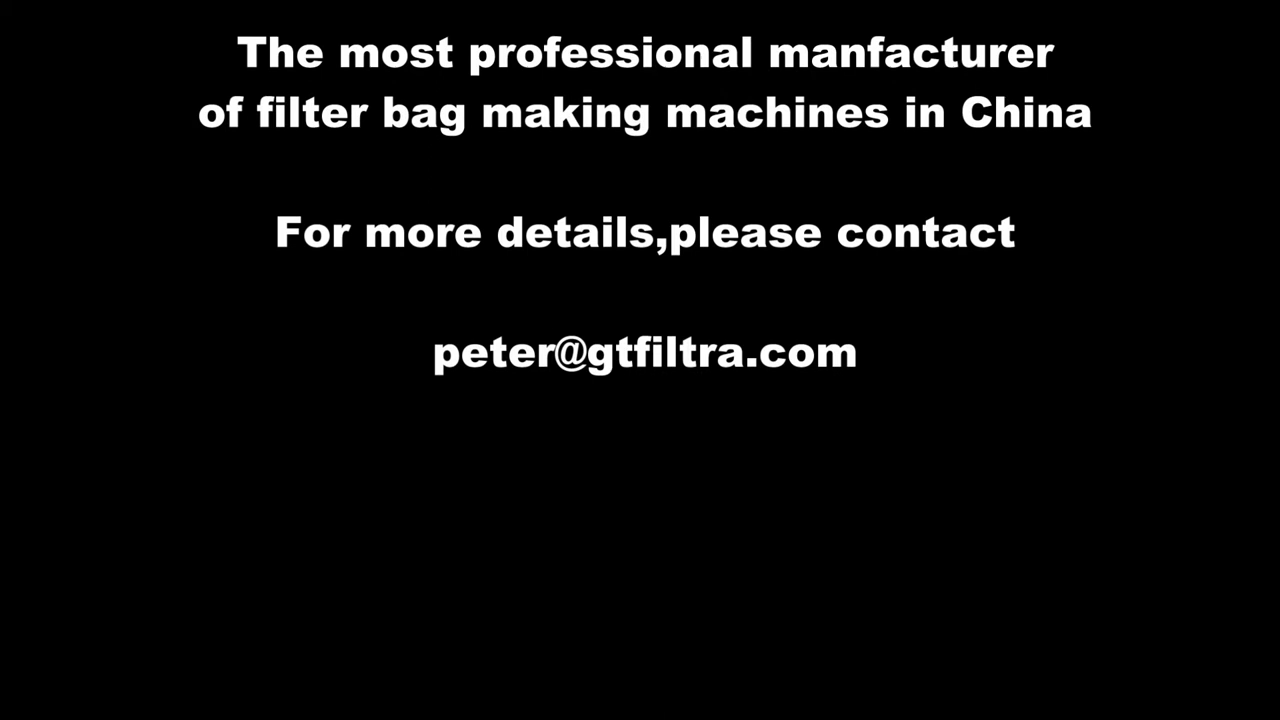 The most professional manfacturer
of filter bag making machines in China
For more details,please contact
peter@gtfiltra.com